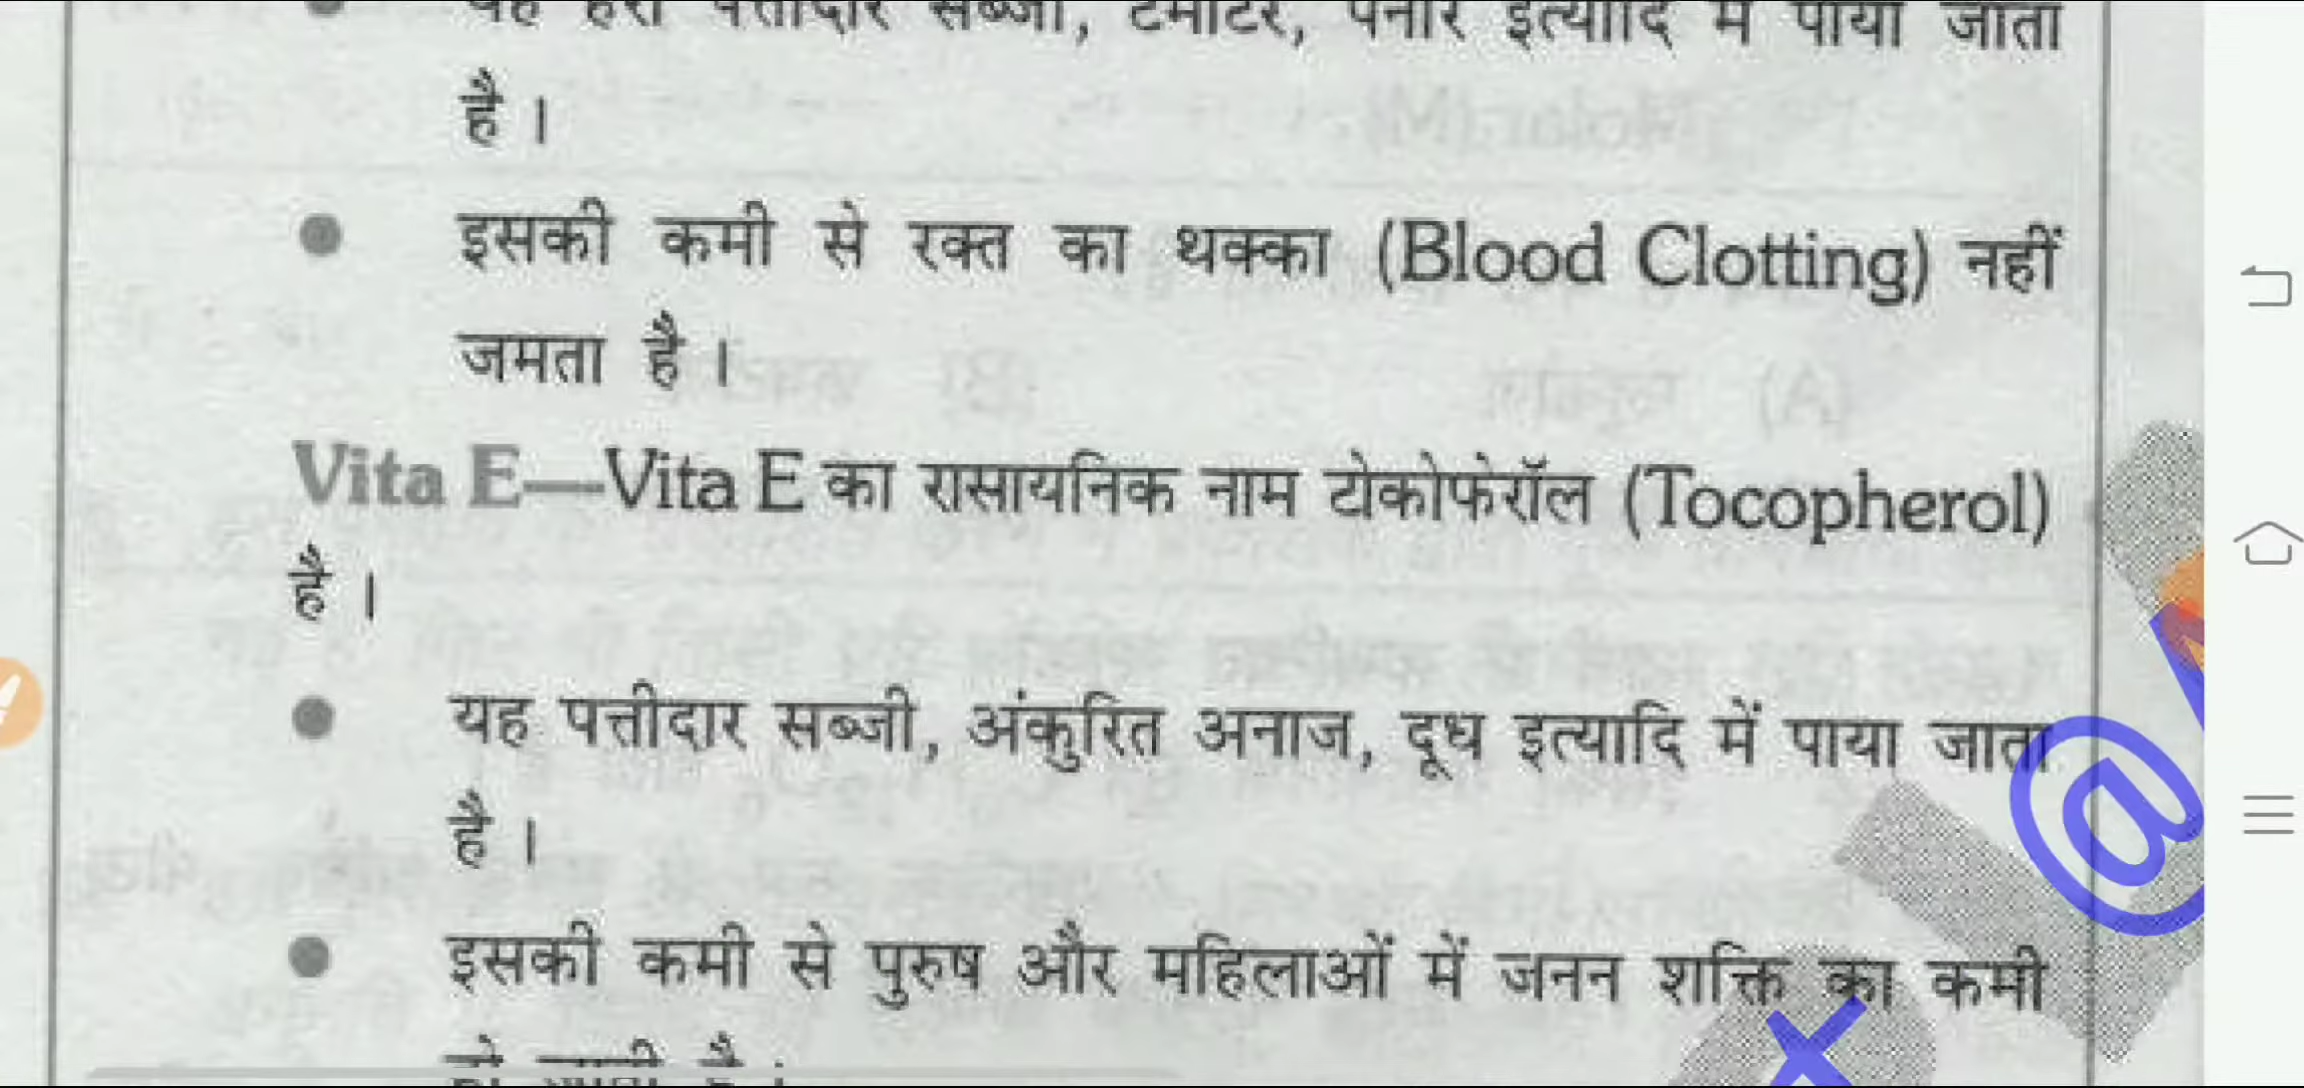 यह हरी पत्तीदार सब्जी, टमाटर, पनीर इत्यादि में पाया जाता
है ।
इसकी कमी से रक्त का थक्का (Blood Clotting) नहीं
जमता है ।
Vita E—Vita E का रासायनिक नाम टोकोफेरॉल (Tocopherol)
है ।
यह पत्तीदार सब्जी, अंकुरित अनाज, दूध इत्यादि में पाया जाता
है ।
इसकी कमी से पुरुष और महिलाओं में जनन शक्ति का कमी
हो जाती है ।
@